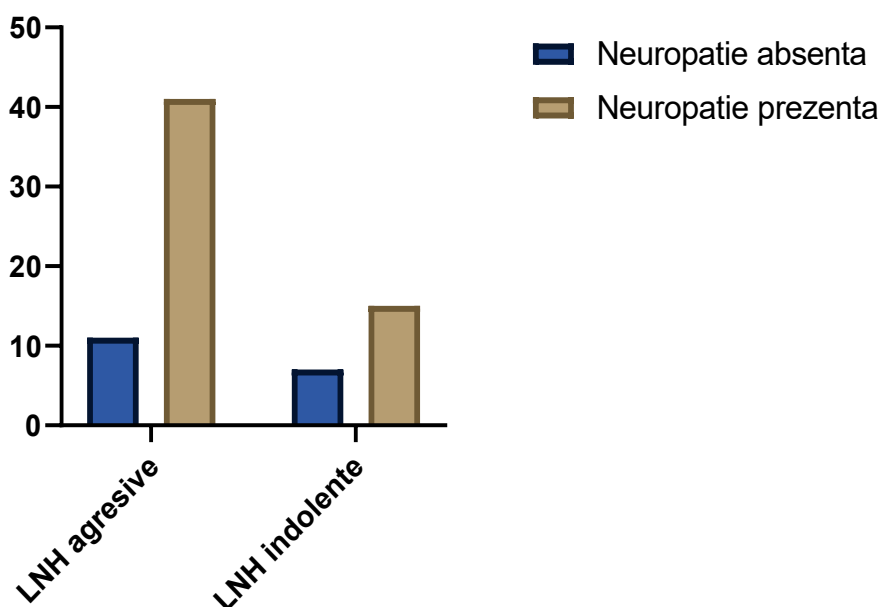 50
40
30
20
10
0
LNH agresive
LNH indolente
Neuropatie absenta
Neuropatie prezenta